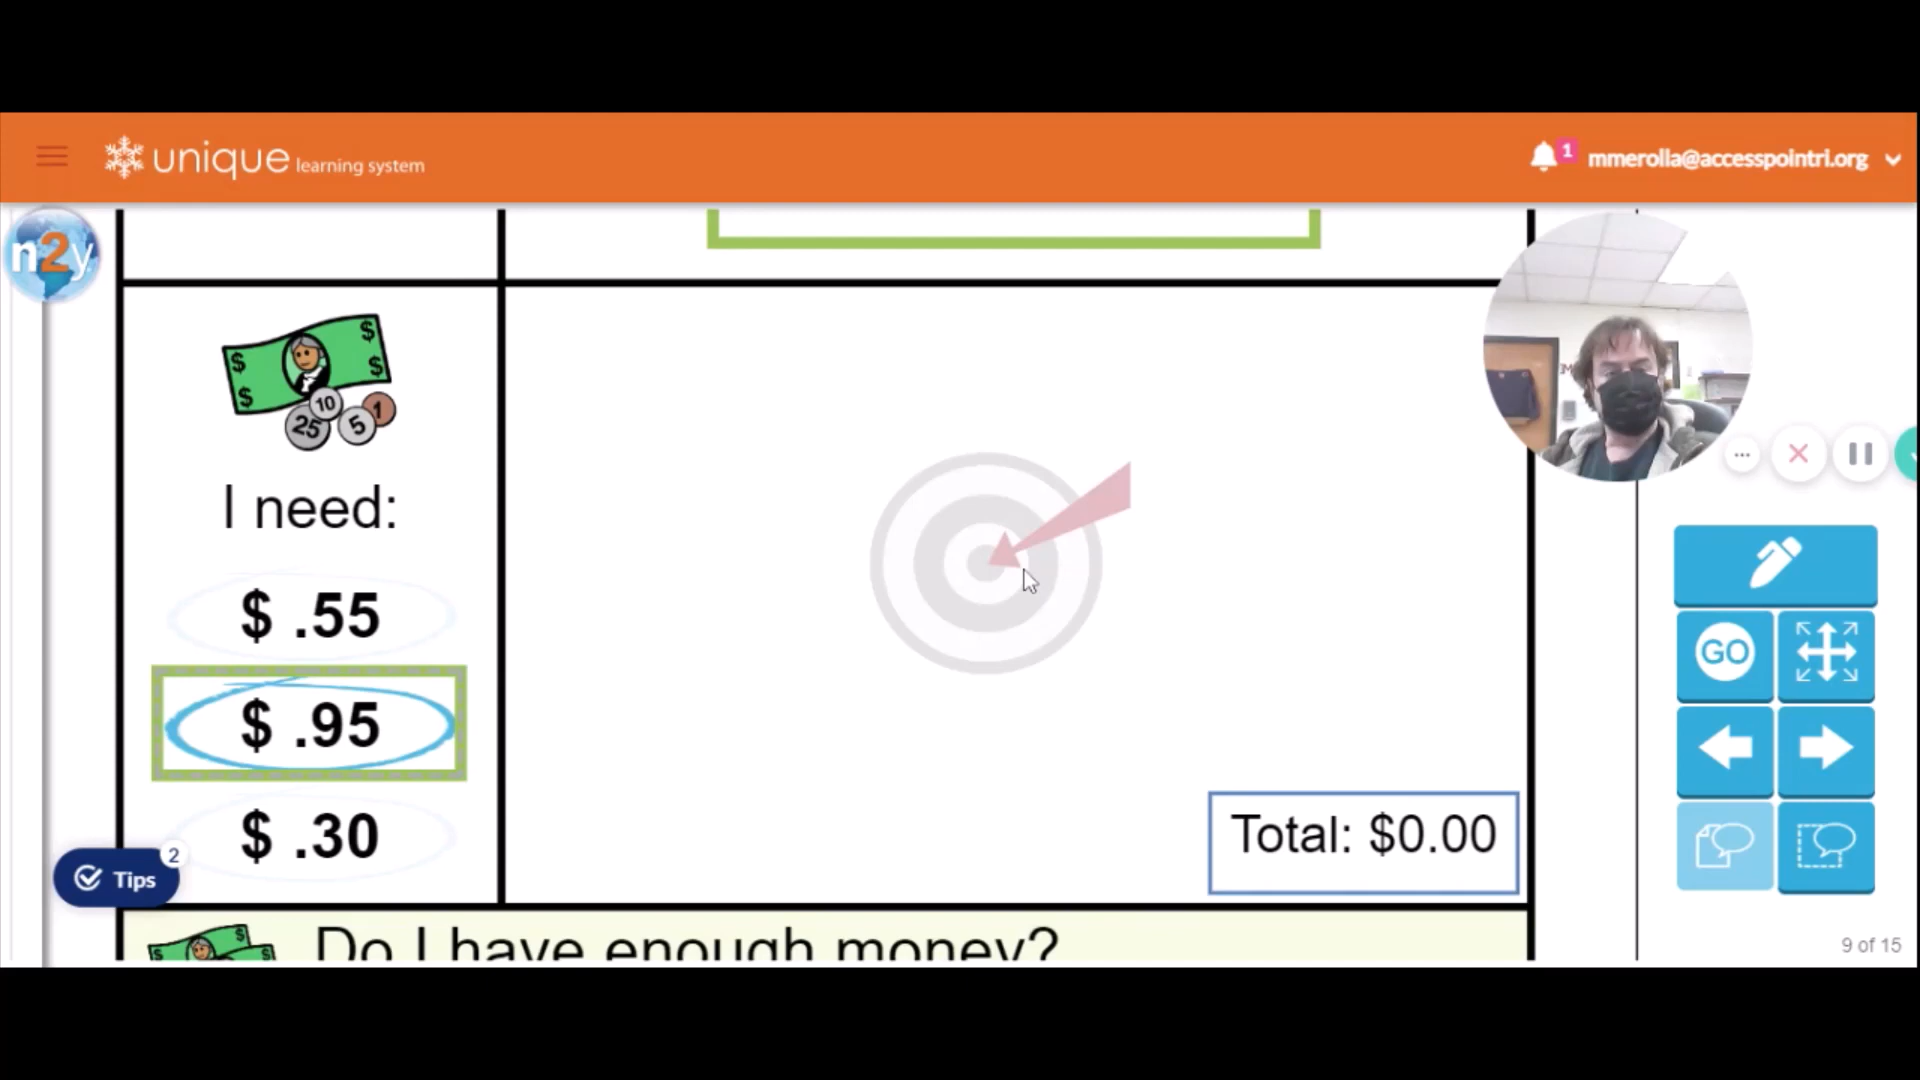 unique learning system
1
mmerolla@accesspointri.org
n2y
$ $ $ $
10 25 5 1
I need:
$ .55
$ .95
$ .30
Total: $0.00
GO
2
Tips
Do I have enough money?
9 of 15